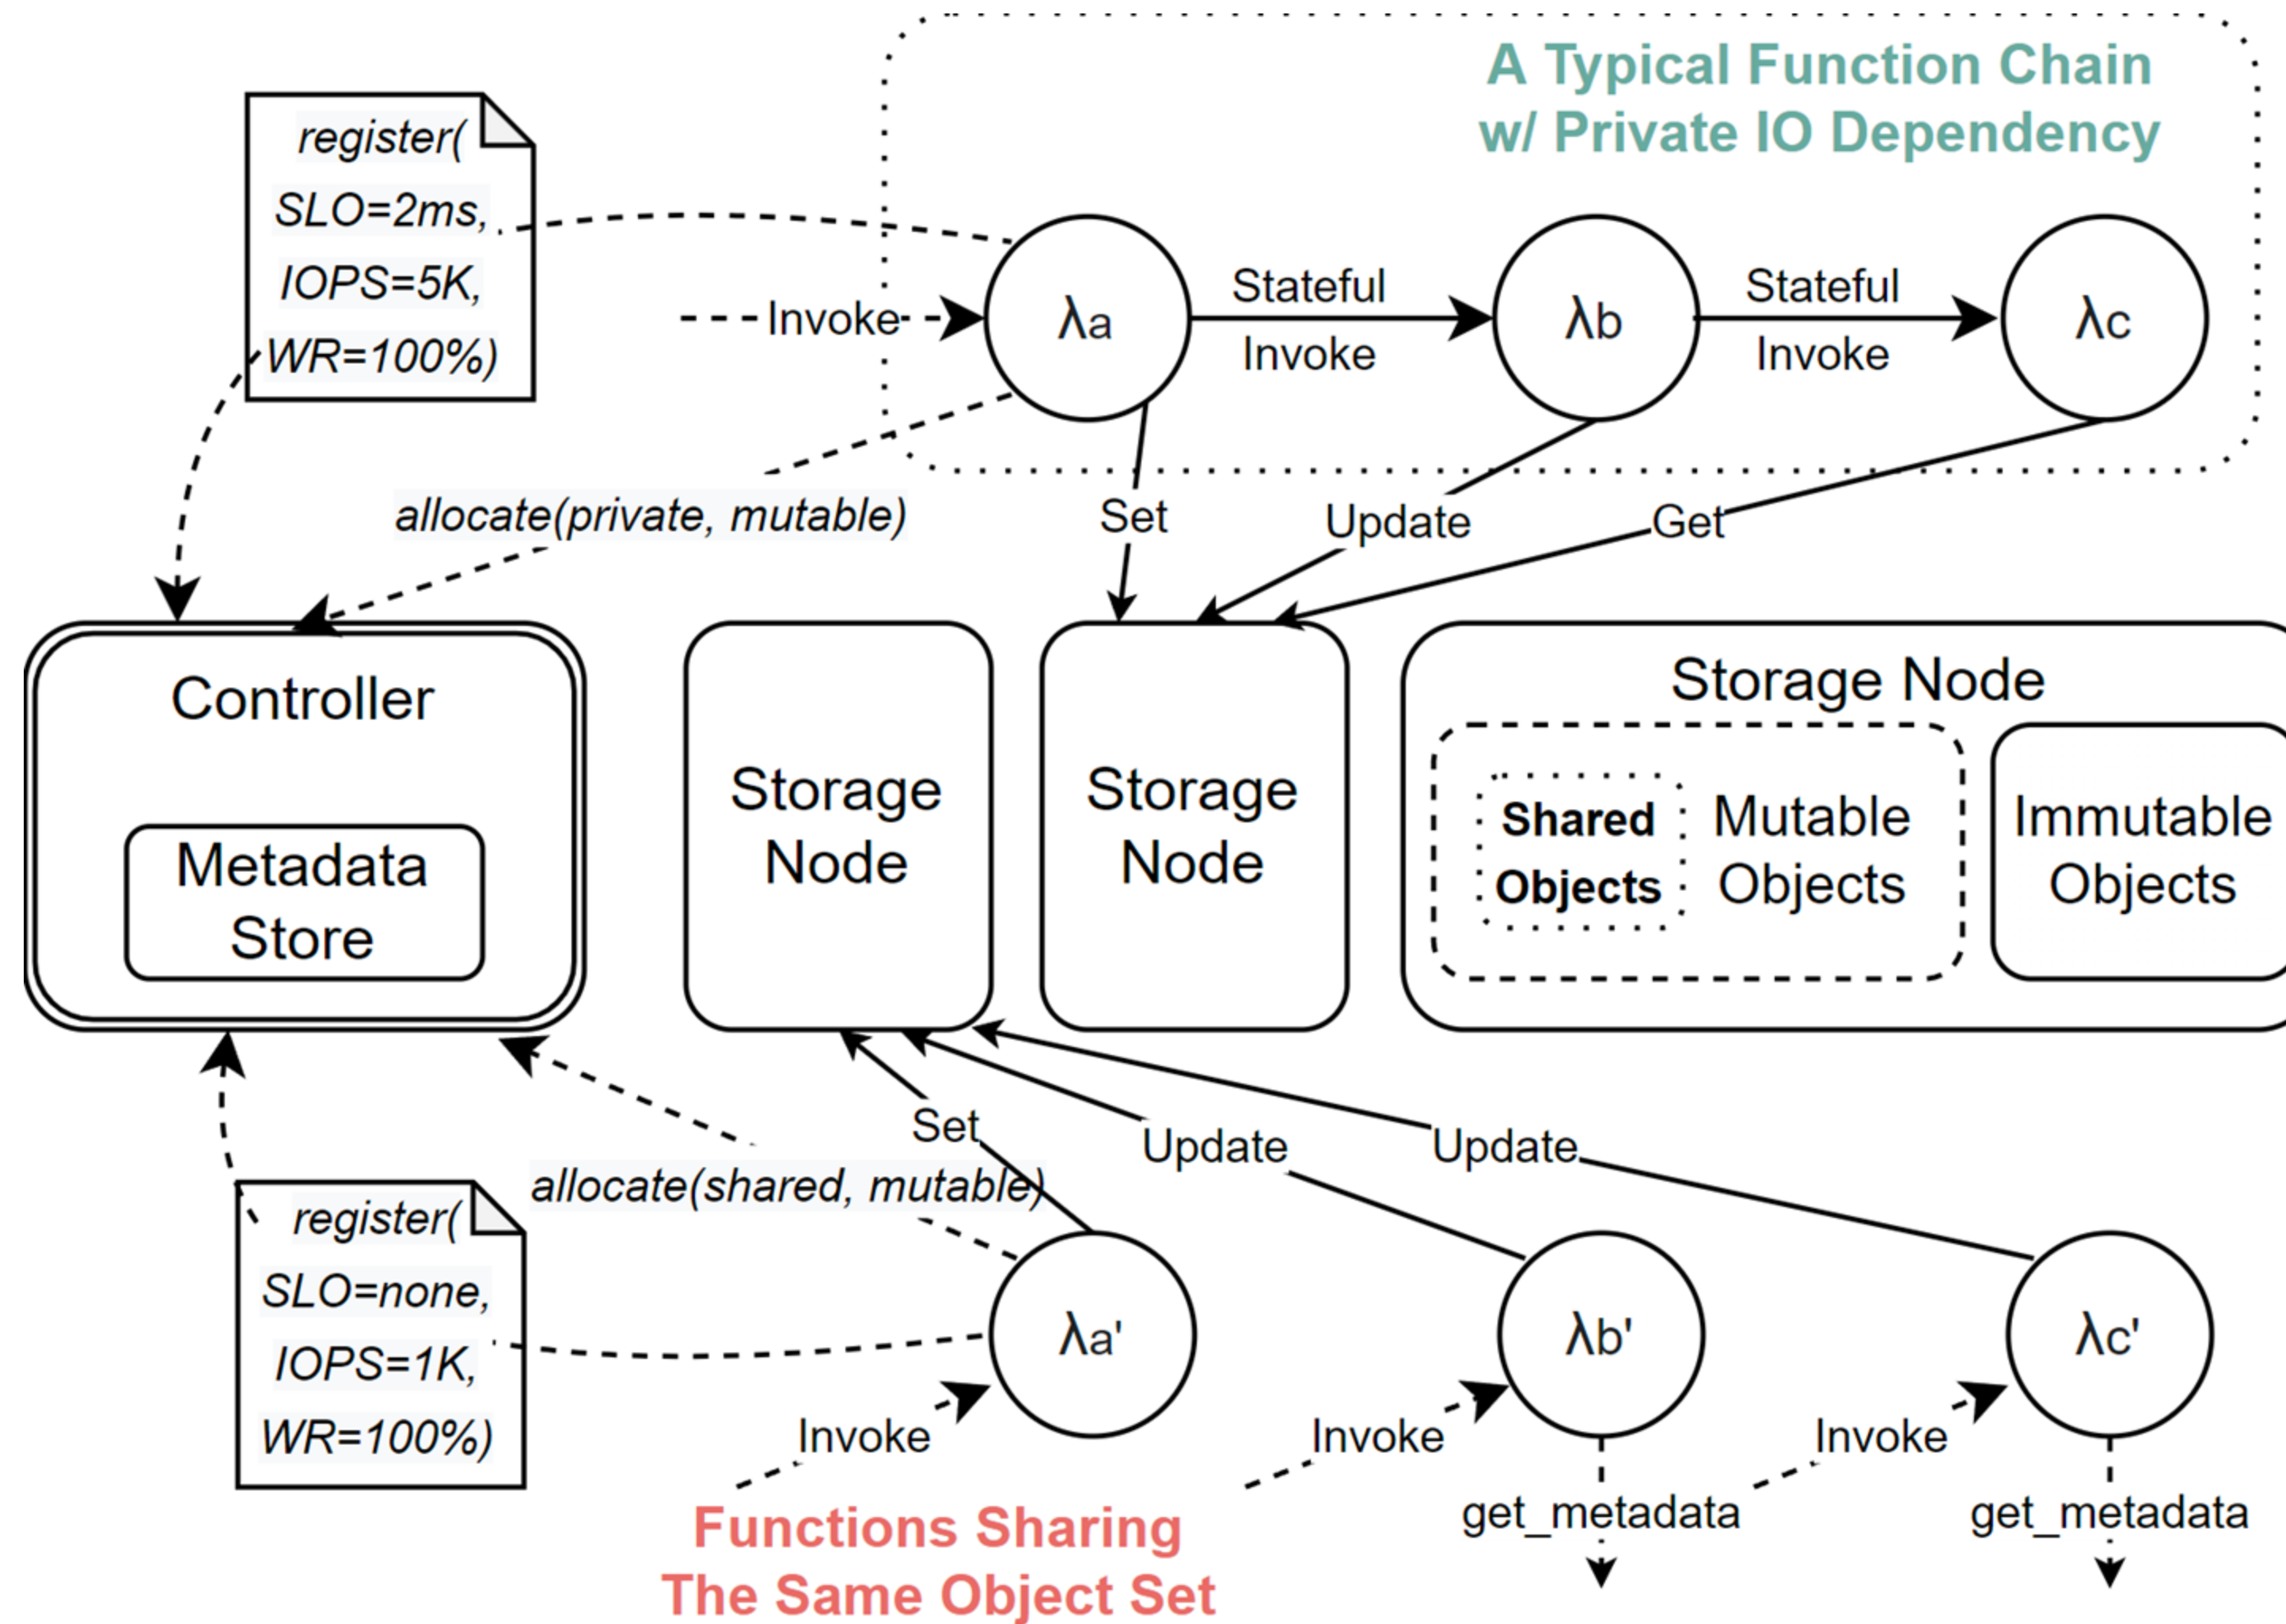 A Typical Function Chain
w/ Private IO Dependency
register(
SLO=2ms,
IOPS=5K,
WR=100%)
Invoke
λa
Stateful
Invoke
λb
Stateful
Invoke
λc
allocate(private, mutable)
Set
Update
Get
Controller
Metadata
Store
Storage
Node
Storage
Node
Storage Node
Shared
Objects
Mutable
Objects
Immutable
Objects
Set
Update
Update
allocate(shared, mutable)
register(
SLO=none,
IOPS=1K,
WR=100%)
λa'
λb'
λc'
Invoke
Invoke
Invoke
get_metadata
get_metadata
Functions Sharing
The Same Object Set